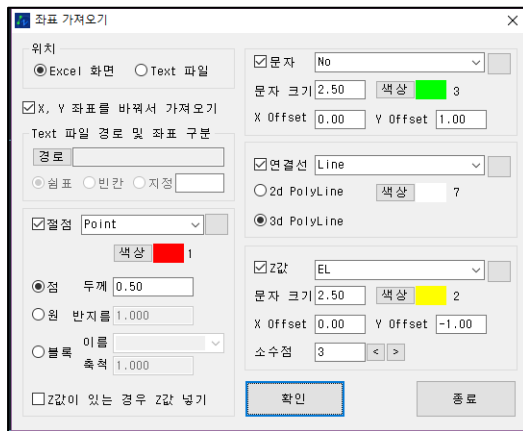 좌표 가져오기
위치
Excel 화면 Text 파일
X, Y 좌표를 바꿔서 가져오기
Text 파일 경로 및 좌표 구분
경로
쉼표 빈칸 지정
절점 Point
색상 1
점 두께 0.50
원 반지름 1.000
블록 이름
축척 1.000
Z값이 있는 경우 Z값 넣기
문자 No
문자 크기 2.50 색상 3
X Offset 0.00 Y Offset 1.00
연결선 Line
2d PolyLine 색상 7
3d PolyLine
Z값 EL
문자 크기 2.50 색상 2
X Offset 0.00 Y Offset -1.00
소수점 3 < >
확인 종료